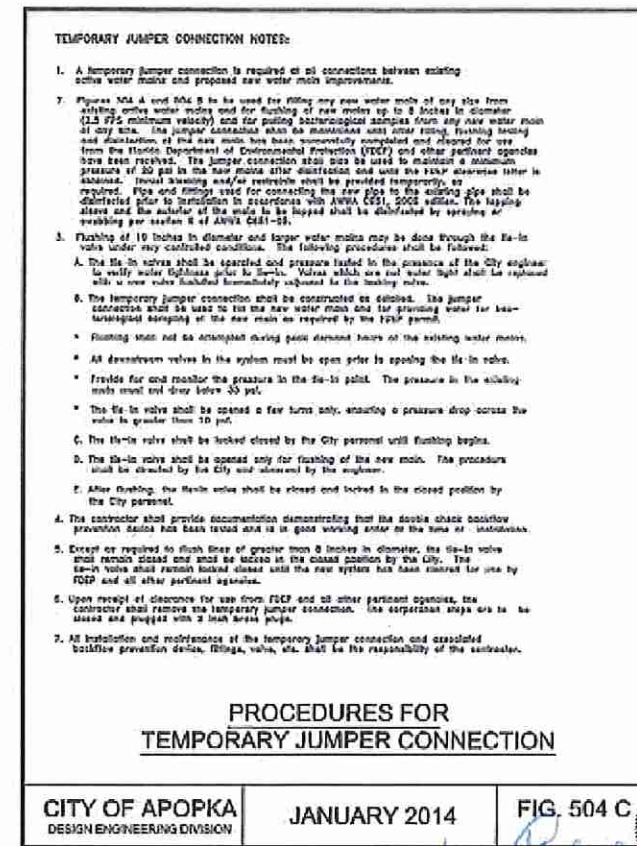 TEMPORARY JUMPER CONNECTION NOTES:
1. A temporary jumper connection is required at all connections between existing
active water mains and proposed new water main improvements.
2. Figures 504 A and 504 B to be used for filling any new water main of any size from
existing active water mains and for flushing of new mains up to 8 inches in diameter
(2.5 FPS minimum velocity) and for pulling bacteriological samples from any new water main
of any size. The jumper connection shall be maintained until after filling, flushing testing
and disinfection of the new main has been successfully completed and cleared for use
from the Florida Department of Environmental Protection (FDEP) and other pertinent agencies
have been received. The jumper connection shall also be used to maintain a minimum
pressure of 20 psi in the new mains after disinfection and until the FDEP clearance letter is
obtained. Thrust blocking and/or restraints shall be provided temporarily, as
required. Pipe and fittings used for connecting the new pipe to the existing pipe shall be
disinfected prior to installation in accordance with AWWA C651, 2005 edition. The tapping
sleeve and the exterior of the main to be tapped shall be disinfected by spraying or
swabbing per section 8 of AWWA C651-05.
3. Flushing of 10 inches in diameter and larger water mains may be done through the tie-in
valve under very controlled conditions. The following procedures shall be followed:
A. The tie-in valves shall be operated and pressure tested in the presence of the City engineer
to verify water tightness prior to tie-in. Valves which are not water tight shall be replaced
with a new valve installed immediately adjacent to the leaking valve.
B. The temporary jumper connection shall be constructed as detailed. The jumper
connection shall be used to fill the new water main and for providing water for bac-
teriological sampling of the new main as required by the FDEP permit.
* Flushing shall not be attempted during peak demand hours of the existing water mains.
* All downstream valves in the system must be open prior to opening the tie-in valve.
* Provide for and monitor the pressure in the tie-in point. The pressure in the existing
main must not drop below 35 psi.
* The tie-in valve shall be opened a few turns only, ensuring a pressure drop across the
valve is greater than 10 psi.
C. The tie-in valve shall be locked closed by the City personal until flushing begins.
D. The tie-in valve shall be opened only for flushing of the new main. The procedure
shall be directed by the City and observed by the engineer.
E. After flushing, the tie-in valve shall be closed and locked in the closed position by
the City personal.
4. The contractor shall provide documentation demonstrating that the double check backflow
prevention device has been tested and is in good working order at the time of installation.
5. Except as required to flush lines of greater than 8 inches in diameter, the tie-in valve
shall remain closed and shall be locked in the closed position by the City. The
tie-in valve shall remain locked closed until the new system has been cleared for use by
FDEP and all other pertinent agencies.
6. Upon receipt of clearance for use from FDEP and all other pertinent agencies, the
contractor shall remove the temporary jumper connection. The corporation stops are to be
closed and plugged with 2 inch brass plugs.
7. All installation and maintenance of the temporary jumper connection and associated
backflow prevention device, fittings, valve, etc. shall be the responsibility of the contractor.
PROCEDURES FOR
TEMPORARY JUMPER CONNECTION
CITY OF APOPKA
DESIGN ENGINEERING DIVISION
JANUARY 2014
FIG. 504 C